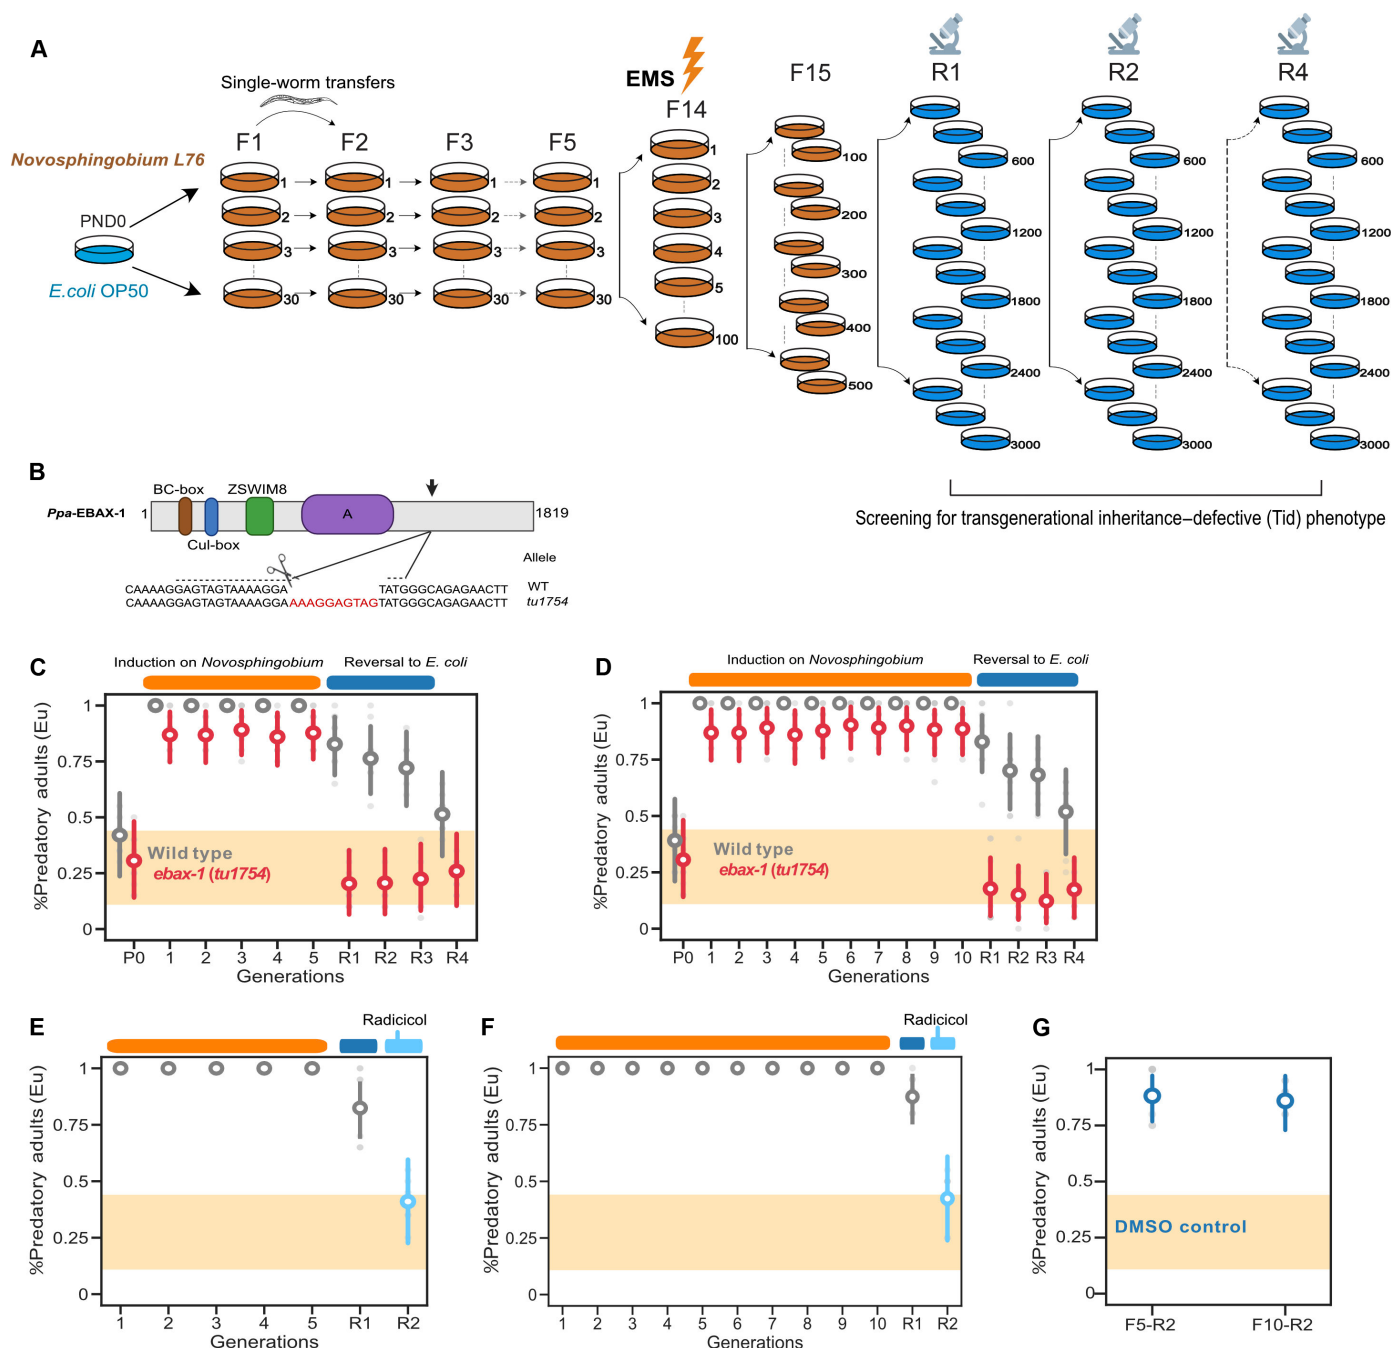 A
Single-worm transfers
EMS
F15
R1
R2
R4
F14
F1
F2
F3
F5
Novosphingobium L76
PND0
E.coli OP50
1
1
1
1
2
2
2
2
3
3
3
3
30
30
30
30
1
2
3
4
5
100
100
200
300
400
500
600
1200
1800
2400
3000
600
1200
1800
2400
3000
600
1200
1800
2400
3000
Screening for transgenerational inheritance–defective (Tid) phenotype
B
BC-box
ZSWIM8
Ppa-EBAX-1
1
A
1819
Cul-box
Allele
CAAAAGGAGTAGTAAAAGGA
TATGGGCAGAGAACTT
WT
CAAAAGGAGTAGTAAAAGGAAAAGGAGTAGTATGGGCAGAGAACTT
tu1754
C
Induction on Novosphingobium
Reversal to E. coli
%Predatory adults (Eu)
1
0.75
0.5
0.25
0
Wild type
ebax-1 (tu1754)
P0 1 2 3 4 5 R1 R2 R3 R4
Generations
D
Induction on Novosphingobium
Reversal to E. coli
%Predatory adults (Eu)
1
0.75
0.5
0.25
0
Wild type
ebax-1 (tu1754)
P0 1 2 3 4 5 6 7 8 9 10 R1 R2 R3 R4
Generations
E
Radicicol
%Predatory adults (Eu)
1
0.75
0.5
0.25
0
1 2 3 4 5 R1 R2
Generations
F
Radicicol
%Predatory adults (Eu)
1
0.75
0.5
0.25
0
1 2 3 4 5 6 7 8 9 10 R1 R2
Generations
G
%Predatory adults (Eu)
1
0.75
0.5
0.25
0
DMSO control
F5-R2 F10-R2